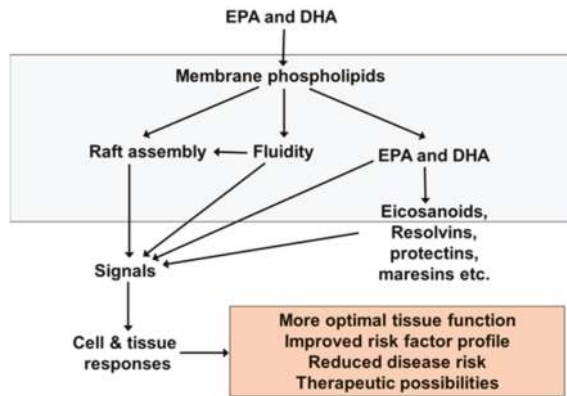 EPA and DHA
Membrane phospholipids
Raft assembly
Fluidity
EPA and DHA
Eicosanoids,
Resolvins,
protectins,
maresins etc.
Signals
Cell & tissue
responses
More optimal tissue function
Improved risk factor profile
Reduced disease risk
Therapeutic possibilities